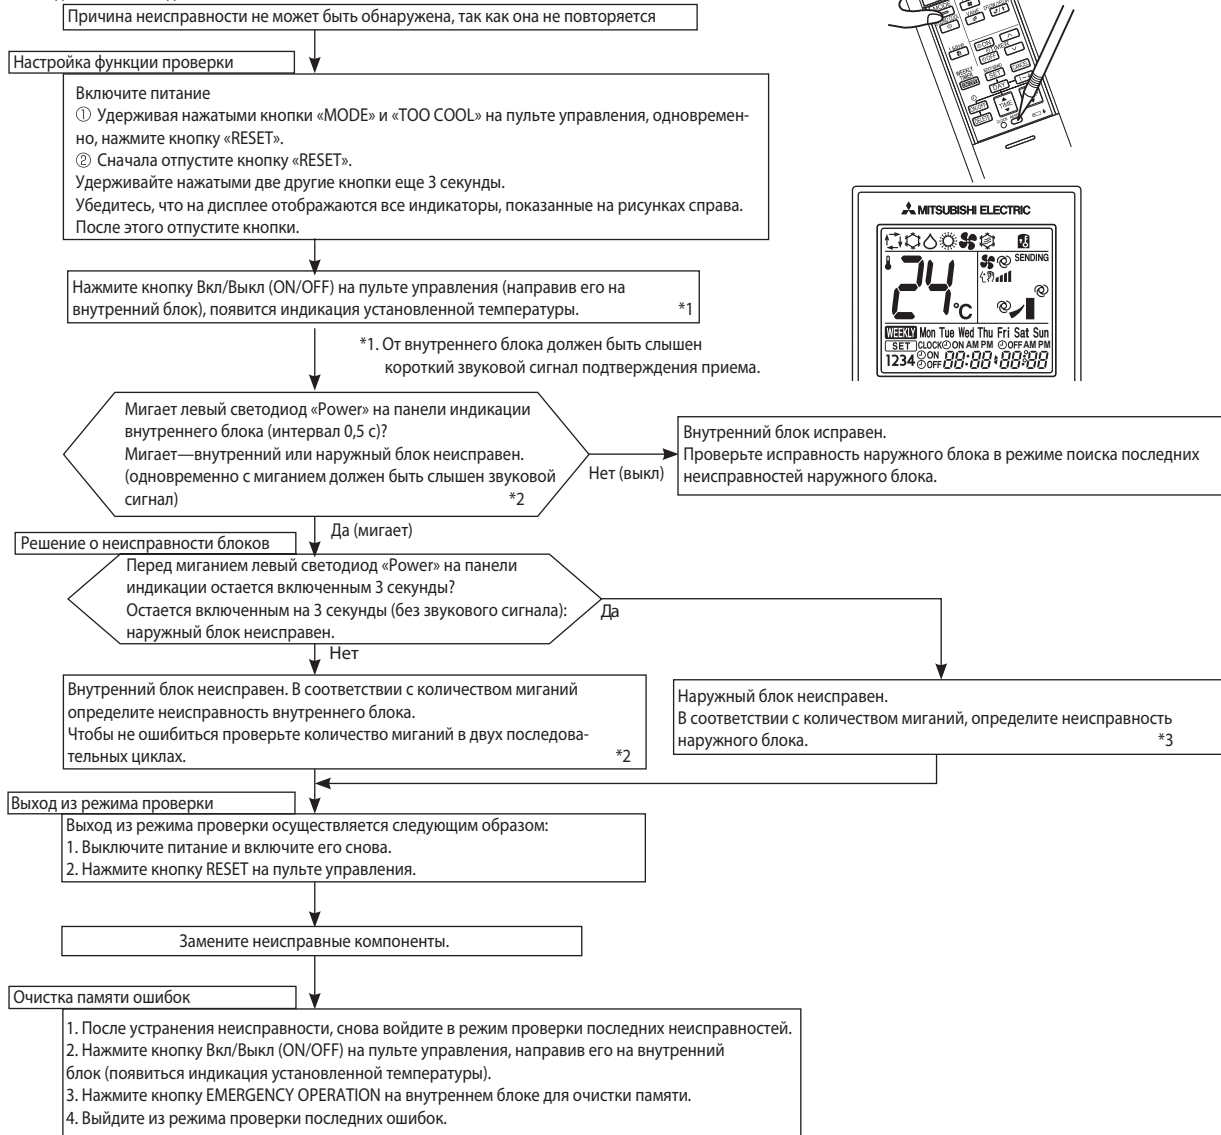 Причина неисправности не может быть обнаружена, так как она не повторяется
Настройка функции проверки
Включите питание
① Удерживая нажатыми кнопки «MODE» и «TOO COOL» на пульте управления, одновремен-
но, нажмите кнопку «RESET».
② Сначала отпустите кнопку «RESET».
Удерживайте нажатыми две другие кнопки еще 3 секунды.
Убедитесь, что на дисплее отображаются все индикаторы, показанные на рисунках справа.
После этого отпустите кнопки.
MITSUBISHI ELECTRIC
SENDING
24°C
WEEKLY Mon Tue Wed Thu Fri Sat Sun
SET CLOCK ON AM PM OFF AM PM
1234 ON OFF 88:88 88:88
Нажмите кнопку Вкл/Выкл (ON/OFF) на пульте управления (направив его на
внутренний блок), появится индикация установленной температуры. *1
*1. От внутреннего блока должен быть слышен
короткий звуковой сигнал подтверждения приема.
Мигает левый светодиод «Power» на панели индикации
внутреннего блока (интервал 0,5 с)?
Мигает—внутренний или наружный блок неисправен.
(одновременно с миганием должен быть слышен звуковой
сигнал) *2
Нет (выкл)
Внутренний блок исправен.
Проверьте исправность наружного блока в режиме поиска последних
неисправностей наружного блока.
Да (мигает)
Решение о неисправности блоков
Перед миганием левый светодиод «Power» на панели
индикации остается включенным 3 секунды?
Остается включенным на 3 секунды (без звукового сигнала):
наружный блок неисправен.
Да
Нет
Внутренний блок неисправен. В соответствии с количеством миганий
определите неисправность внутреннего блока.
Чтобы не ошибиться проверьте количество миганий в двух последова-
тельных циклах. *2
Наружный блок неисправен.
В соответствии с количеством миганий, определите неисправность
наружного блока. *3
Выход из режима проверки
Выход из режима проверки осуществляется следующим образом:
1. Выключите питание и включите его снова.
2. Нажмите кнопку RESET на пульте управления.
Замените неисправные компоненты.
Очистка памяти ошибок
1. После устранения неисправности, снова войдите в режим проверки последних неисправностей.
2. Нажмите кнопку Вкл/Выкл (ON/OFF) на пульте управления, направив его на внутренний
блок (появиться индикация установленной температуры).
3. Нажмите кнопку EMERGENCY OPERATION на внутреннем блоке для очистки памяти.
4. Выйдите из режима проверки последних ошибок.